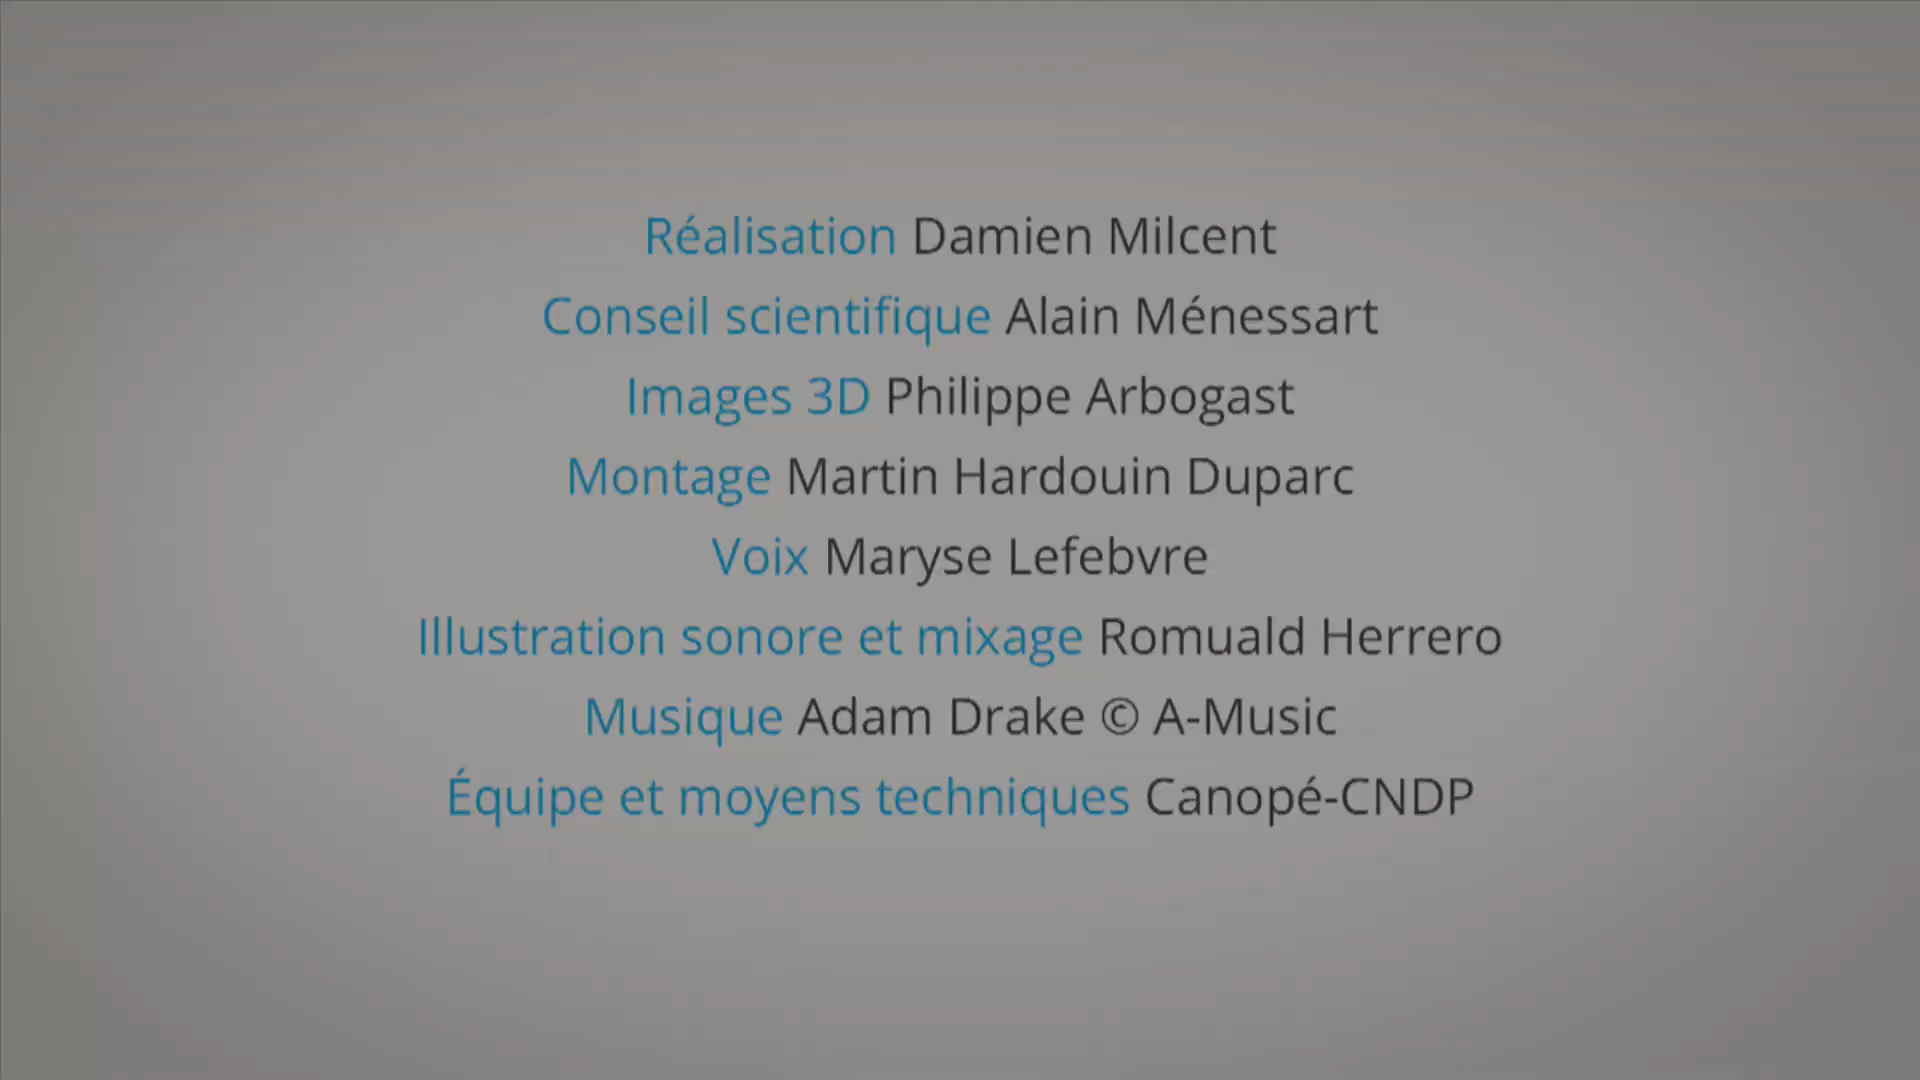 Réalisation Damien Milcent
Conseil scientifique Alain Ménessart
Images 3D Philippe Arbogast
Montage Martin Hardouin Duparc
Voix Maryse Lefebvre
Illustration sonore et mixage Romuald Herrero
Musique Adam Drake © A-Music
Équipe et moyens techniques Canopé-CNDP